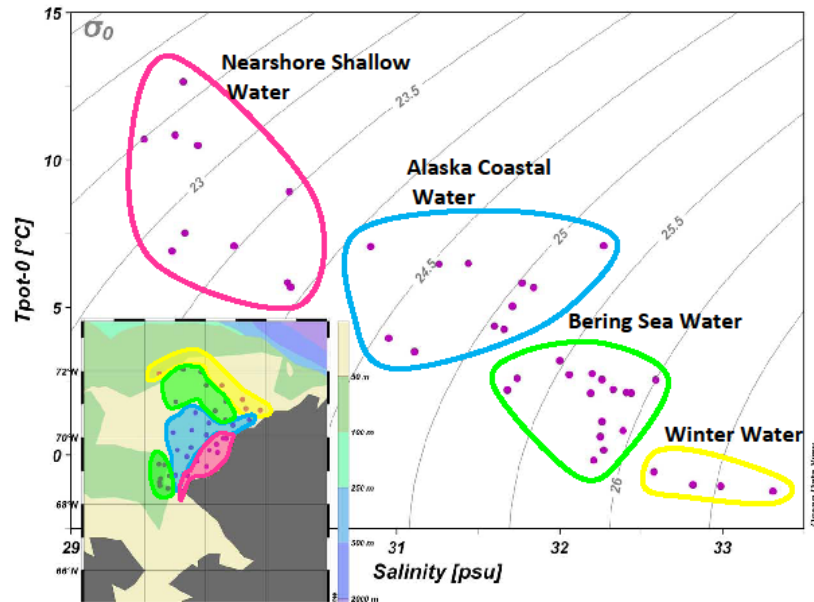 15
σ0
Nearshore Shallow
Water
23.5
10
23
Alaska Coastal
Water
25
25.5
24.5
Tpot-0 [°C]
5
Bering Sea Water
72°N
50 m
100 m
70°N
0
250 m
Winter Water
68°N
26
500 m
29
31
32
33
66°N
Salinity [psu]
2000 m